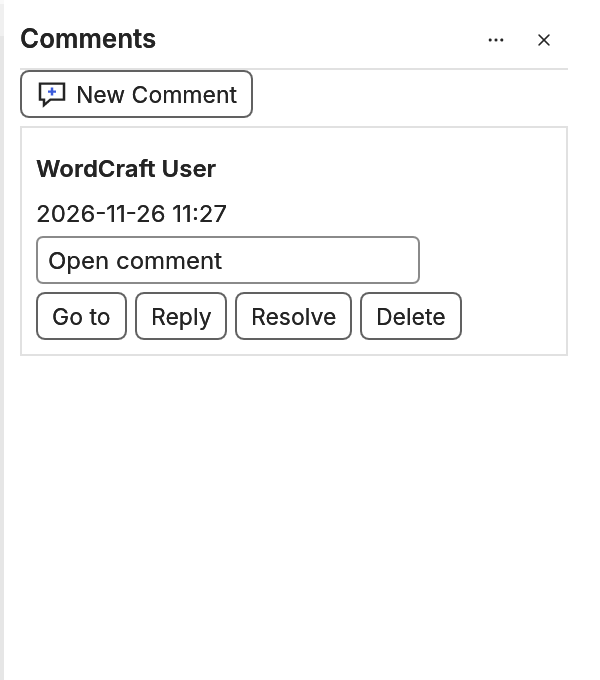 Comments
New Comment
WordCraft User
2026-11-26 11:27
Open comment
Go to Reply Resolve Delete